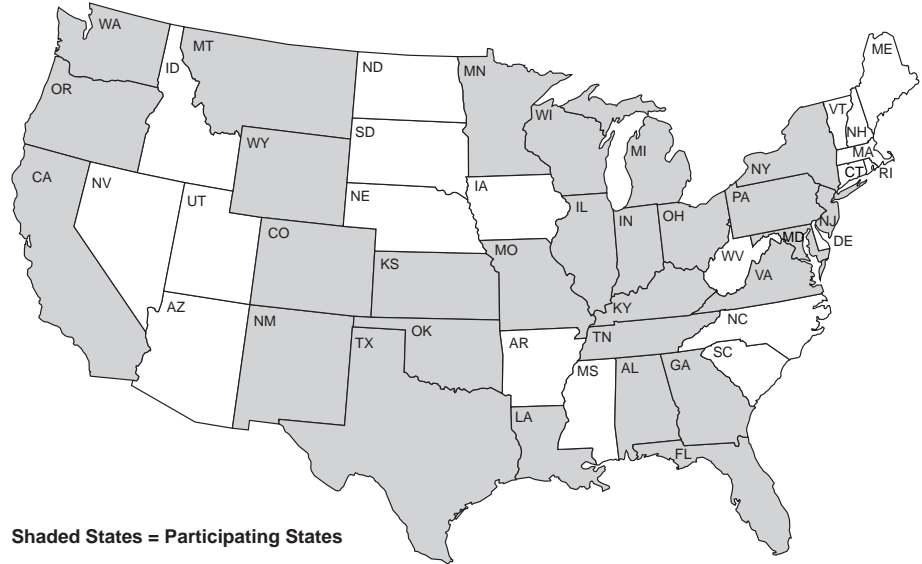 WA
MT
ME
ID
ND
MN
OR
VT
WI
NH
SD
WY
MI
MA
NY
CT
RI
CA
NV
IA
NE
UT
PA
IL
IN
OH
NJ
CO
MO
MD
DE
WV
KS
VA
KY
AZ
NM
NC
OK
TN
TX
AR
SC
MS
AL
GA
LA
FL
Shaded States = Participating States